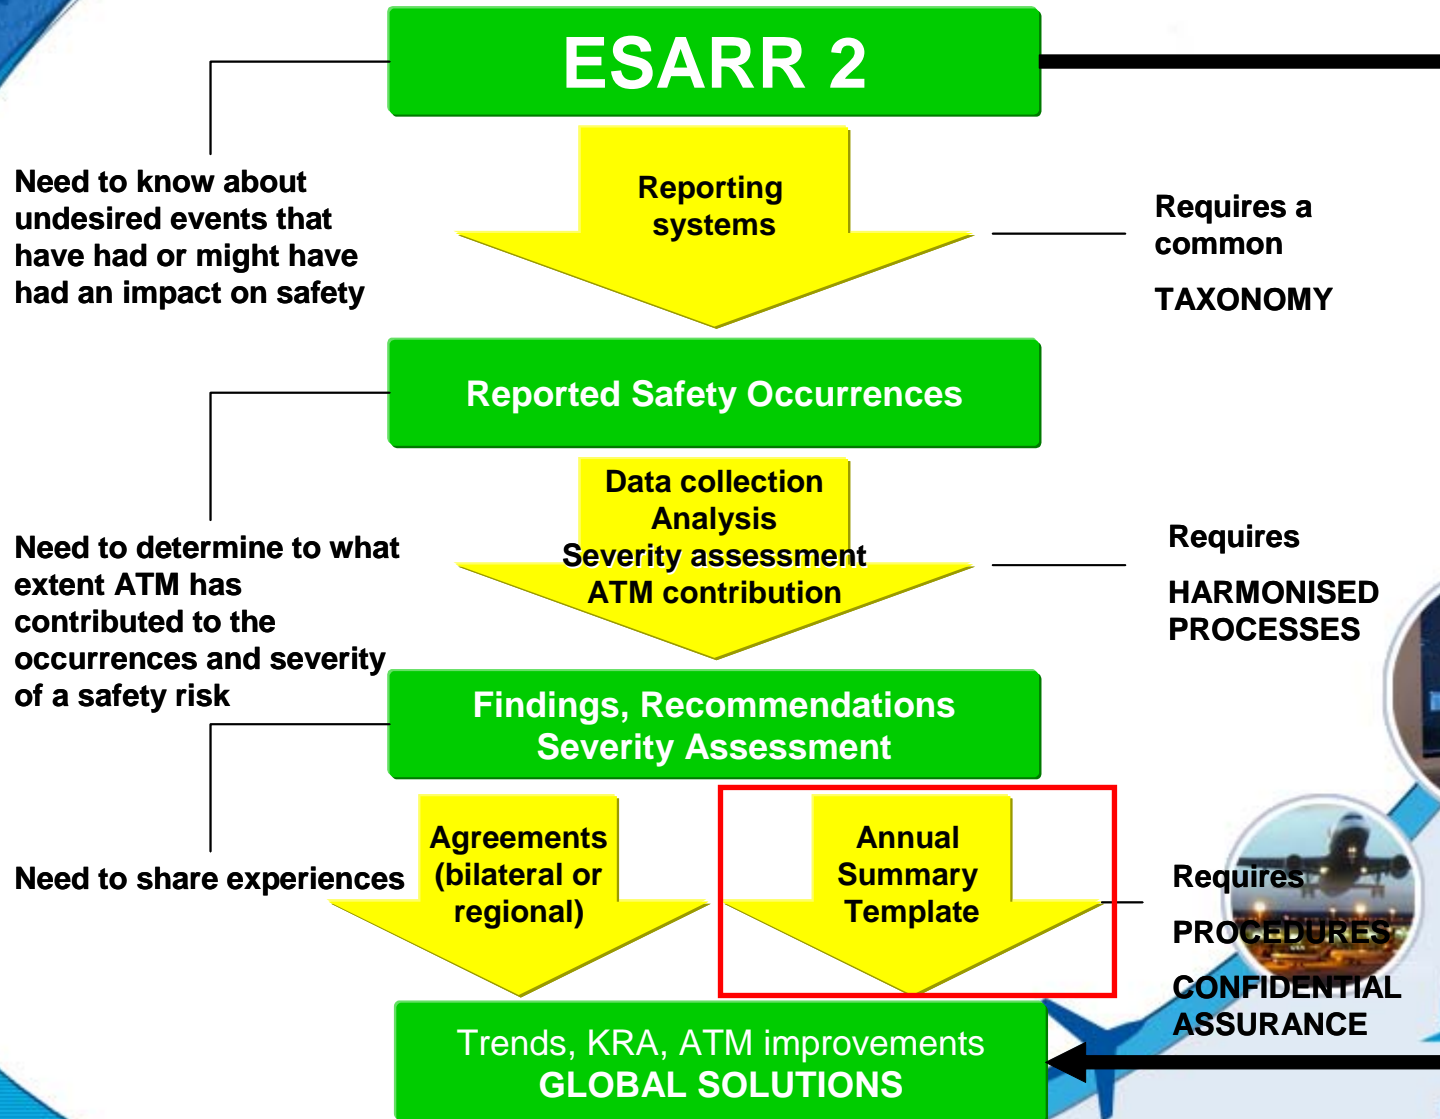 ESARR 2
Need to know about
undesired events that
have had or might have
had an impact on safety
Reporting
systems
Requires a
common
TAXONOMY
Reported Safety Occurrences
Need to determine to what
extent ATM has
contributed to the
occurrences and severity
of a safety risk
Data collection
Analysis
Severity assessment
ATM contribution
Requires
HARMONISED
PROCESSES
Findings, Recommendations
Severity Assessment
Need to share experiences
Agreements
(bilateral or
regional)
Annual
Summary
Template
Requires
PROCEDURES
CONFIDENTIAL
ASSURANCE
Trends, KRA, ATM improvements
GLOBAL SOLUTIONS